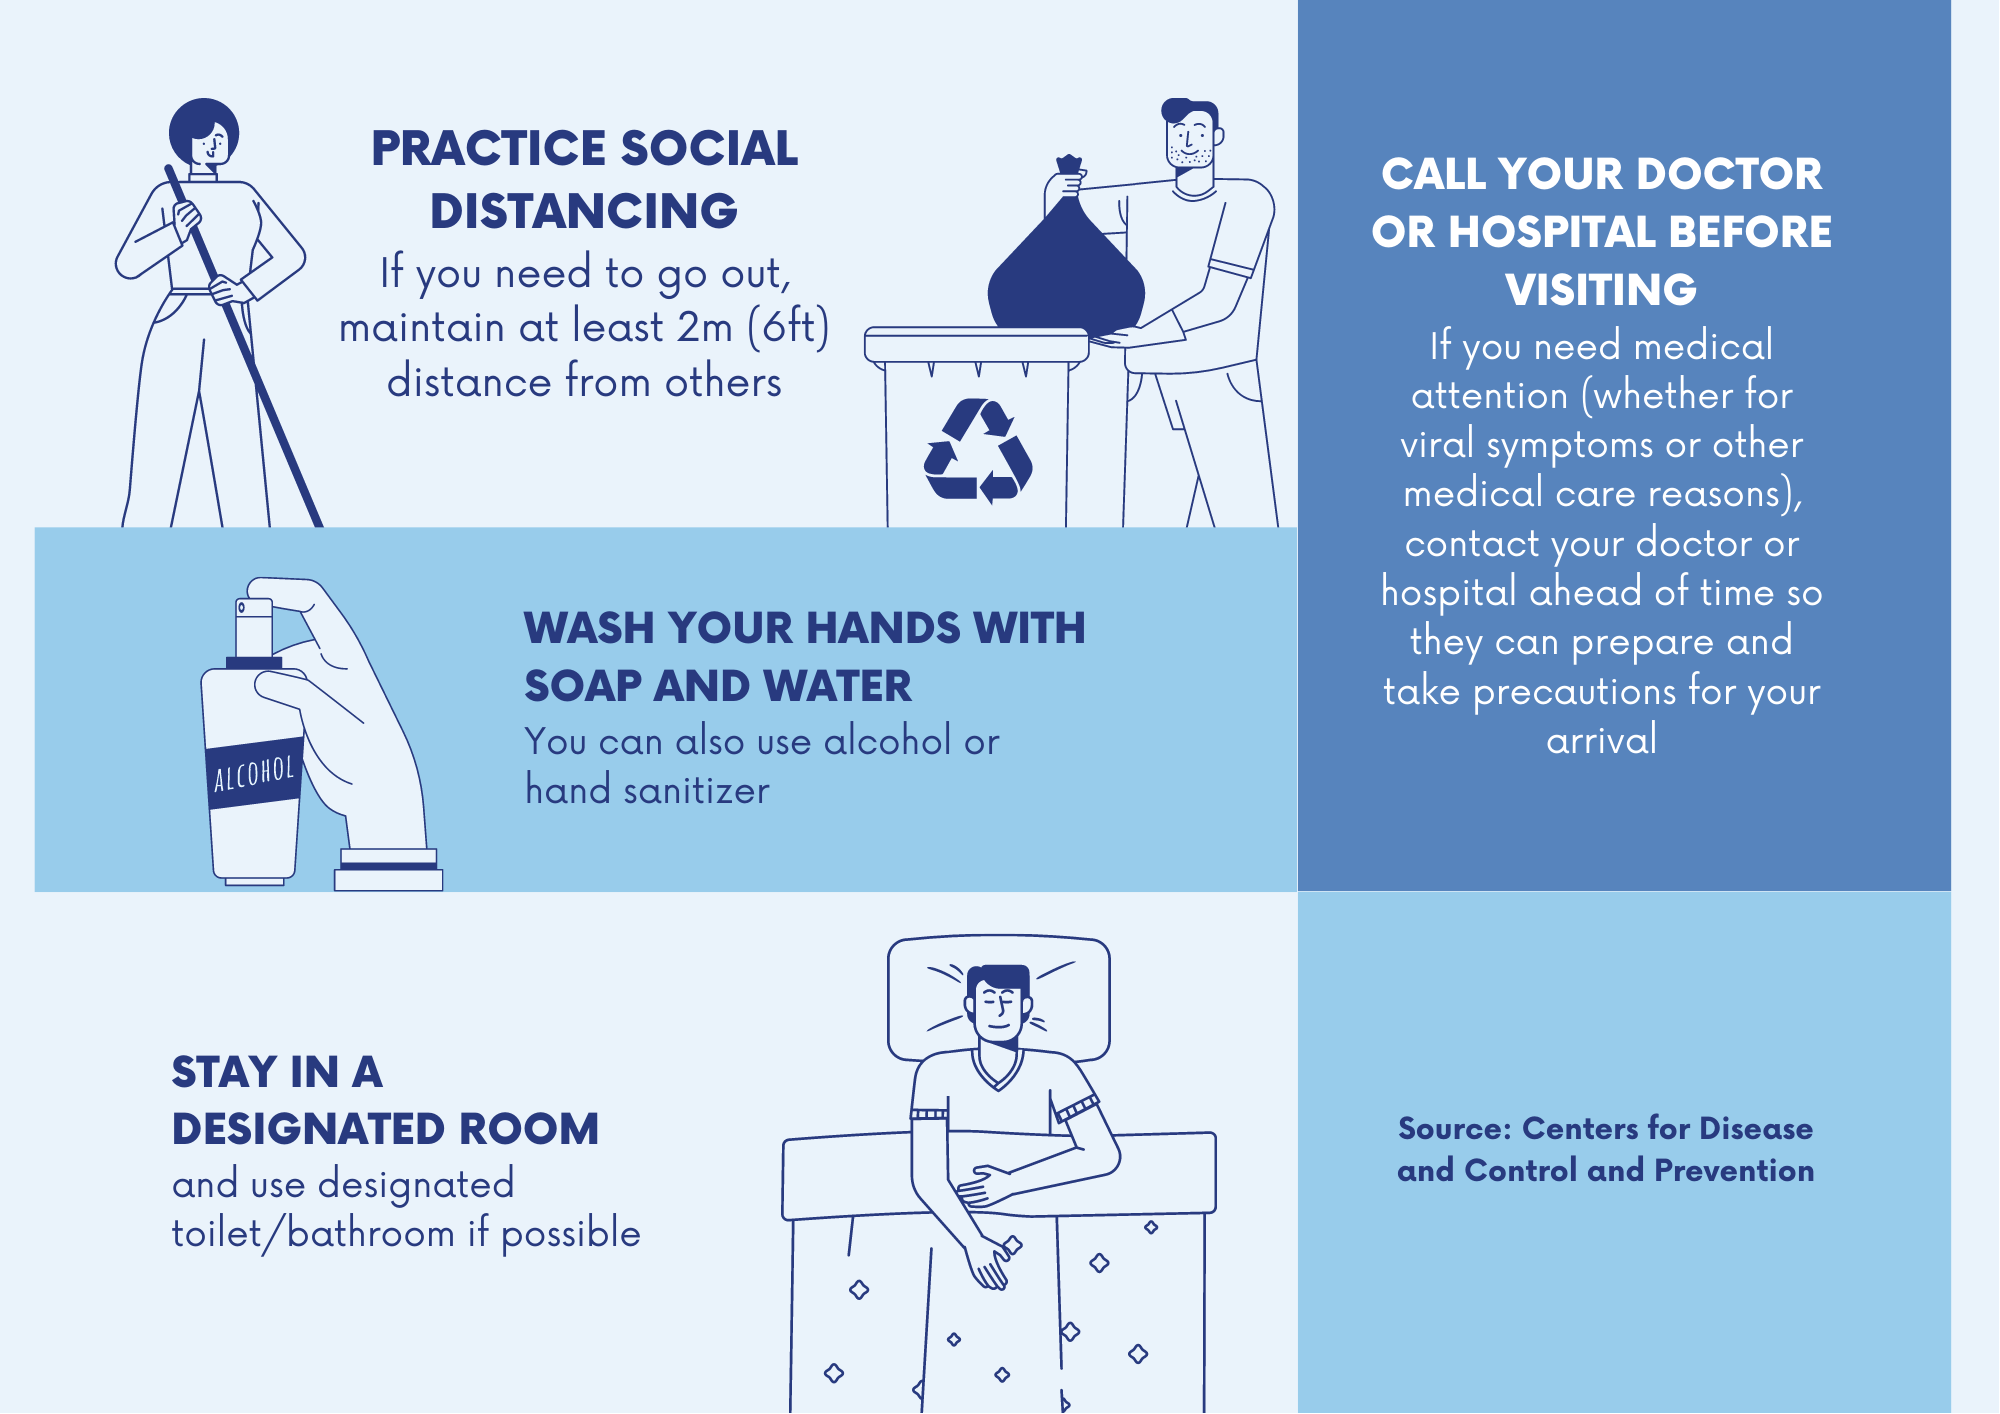 PRACTICE SOCIAL
DISTANCING
If you need to go out,
maintain at least 2m (6ft)
distance from others
CALL YOUR DOCTOR
OR HOSPITAL BEFORE
VISITING
If you need medical
attention (whether for
viral symptoms or other
medical care reasons),
contact your doctor or
hospital ahead of time so
they can prepare and
take precautions for your
arrival
ALCOHOL
WASH YOUR HANDS WITH
SOAP AND WATER
You can also use alcohol or
hand sanitizer
STAY IN A
DESIGNATED ROOM
and use designated
toilet/bathroom if possible
Source: Centers for Disease
and Control and Prevention